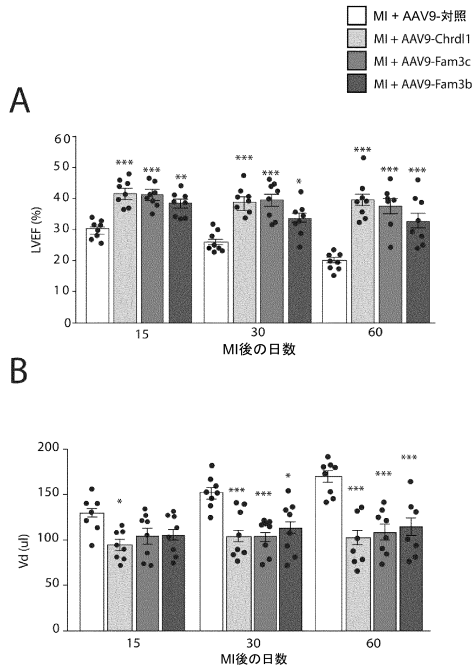 MI + AAV9-対照
MI + AAV9-Chrdl1
MI + AAV9-Fam3c
MI + AAV9-Fam3b
A
LVEF (%)
60
50
40
30
20
10
0
*** *** **
*** *** *
*** *** ***
15 30 60
MI後の日数
B
Vd (ul)
200
150
100
50
0
*
*** *** *
*** *** ***
15 30 60
MI後の日数